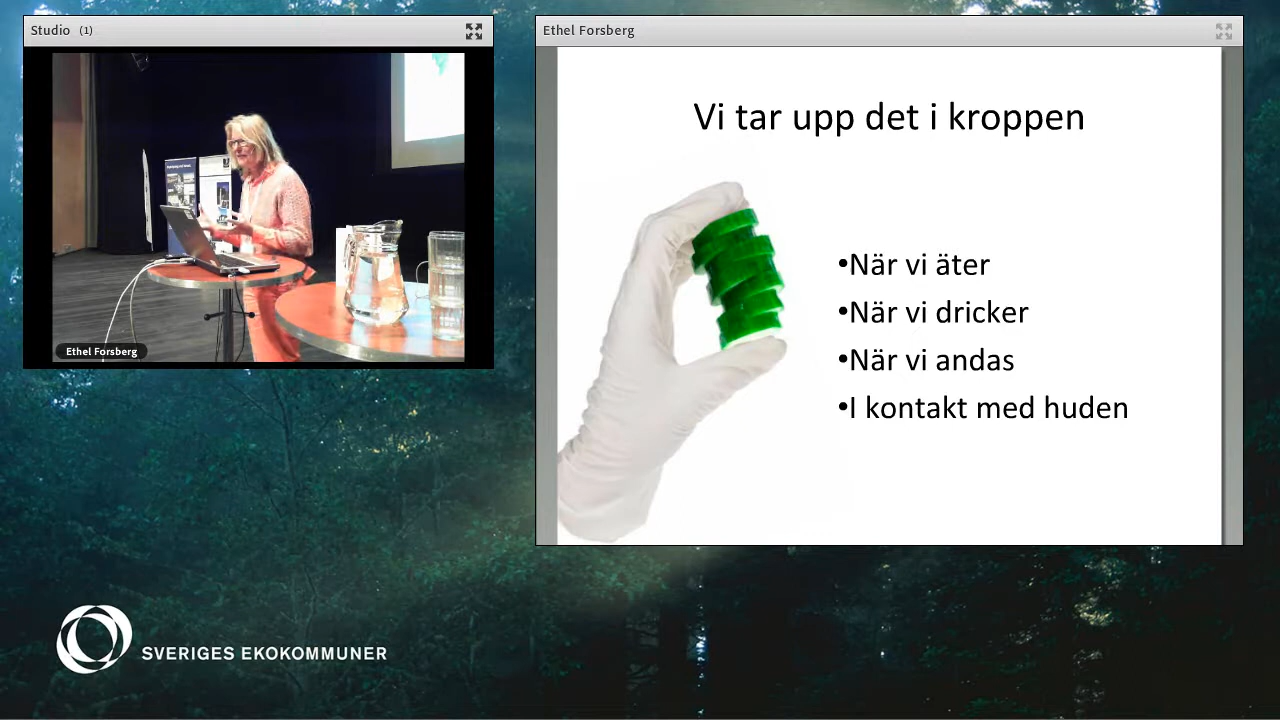 Studio (1)
Ethel Forsberg
Ethel Forsberg
Vi tar upp det i kroppen
•När vi äter
•När vi dricker
•När vi andas
•I kontakt med huden
SVERIGES EKOKOMMUNER